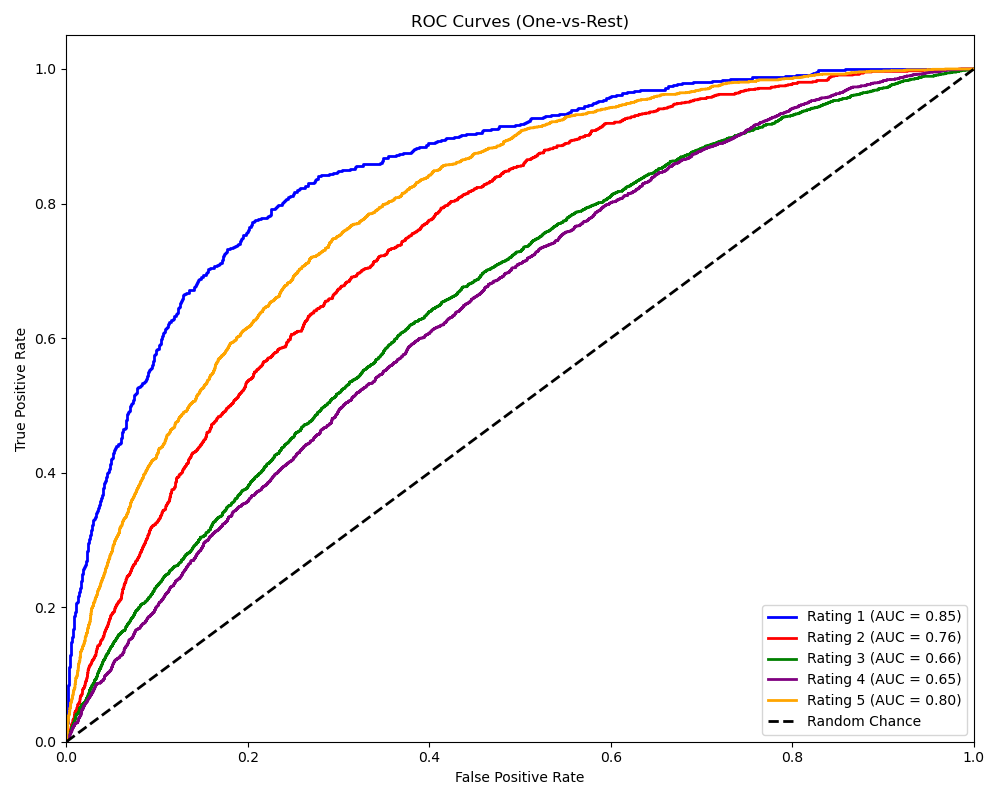 ROC Curves (One-vs-Rest)
True Positive Rate
1.0
0.8
0.6
0.4
0.2
0.0
0.0 0.2 0.4 0.6 0.8 1.0
False Positive Rate
Rating 1 (AUC = 0.85)
Rating 2 (AUC = 0.76)
Rating 3 (AUC = 0.66)
Rating 4 (AUC = 0.65)
Rating 5 (AUC = 0.80)
Random Chance